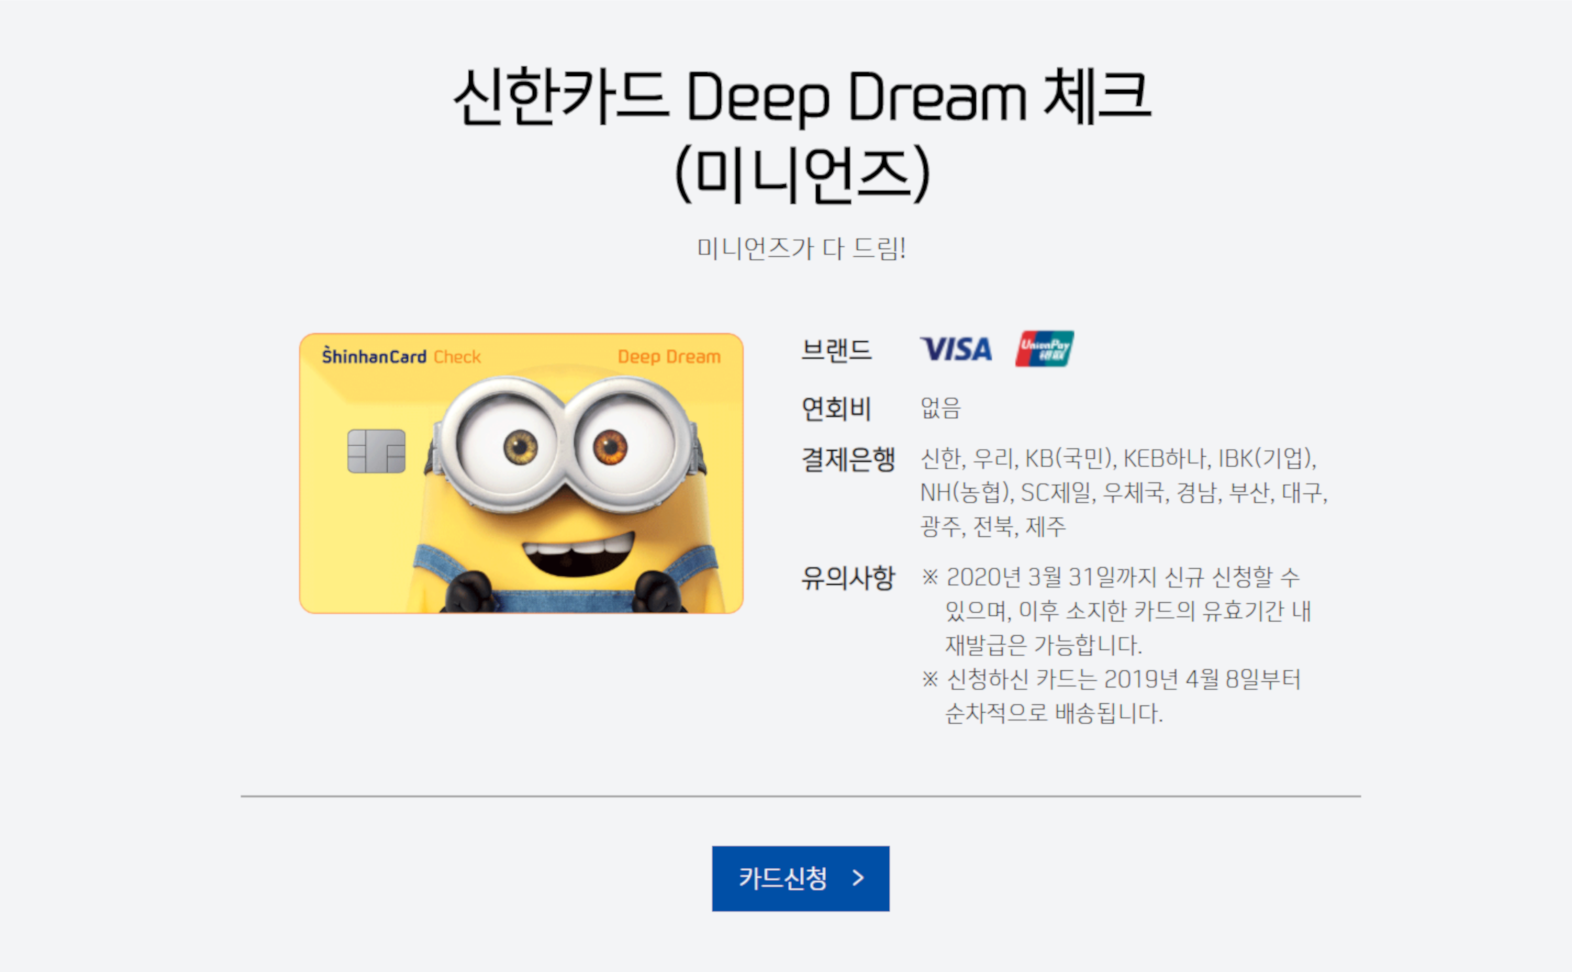 신한카드 Deep Dream 체크
(미니언즈)
미니언즈가 다 드림!
ShinhanCard Check
Deep Dream
브랜드 VISA UnionPay 银联
연회비 없음
결제은행 신한, 우리, KB(국민), KEB하나, IBK(기업),
NH(농협), SC제일, 우체국, 경남, 부산, 대구,
광주, 전북, 제주
유의사항 ※ 2020년 3월 31일까지 신규 신청할 수
있으며, 이후 소지한 카드의 유효기간 내
재발급은 가능합니다.
※ 신청하신 카드는 2019년 4월 8일부터
순차적으로 배송됩니다.
카드신청 >